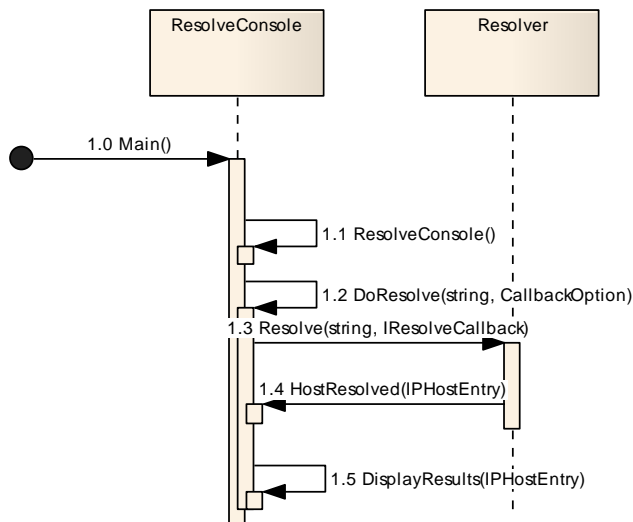 ResolveConsole
Resolver
1.0 Main()
1.1 ResolveConsole()
1.2 DoResolve(string, CallbackOption)
1.3 Resolve(string, IResolveCallback)
1.4 HostResolved(IPHostEntry)
1.5 DisplayResults(IPHostEntry)